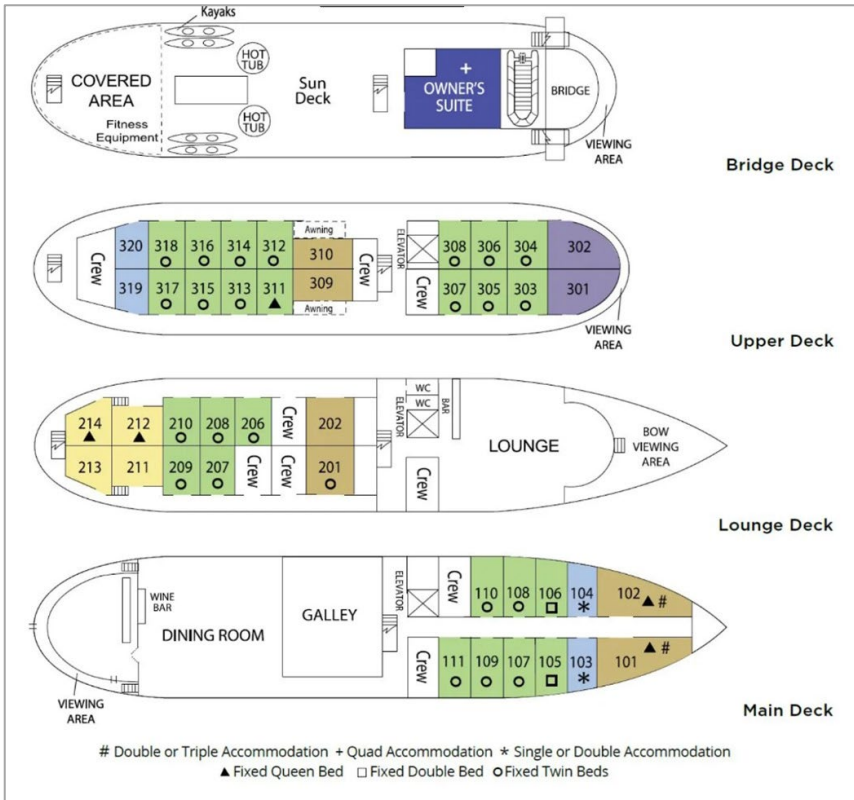 Kayaks
HOT
TUB
COVERED
AREA
Sun
Deck
+
OWNER'S
SUITE
BRIDGE
Fitness
Equipment
HOT
TUB
VIEWING
AREA
Bridge Deck
Crew
320 318 316 314 312
Awning
310
Crew
ELEVATOR
308 306 304 302
319 317 315 313 311
309
Awning
Crew
307 305 303 301
VIEWING
AREA
Upper Deck
214 212 210 208 206 Crew 202
ELEVATOR
WC
WC
BAR
LOUNGE
BOW
VIEWING
AREA
213 211 209 207 Crew Crew 201
Crew
Lounge Deck
WINE
BAR
DINING ROOM
GALLEY
ELEVATOR
Crew
110 108 106 104 102 #
*
Crew
111 109 107 105 103 101 #
*
VIEWING
AREA
Main Deck
# Double or Triple Accommodation + Quad Accommodation * Single or Double Accommodation
▲ Fixed Queen Bed □ Fixed Double Bed O Fixed Twin Beds